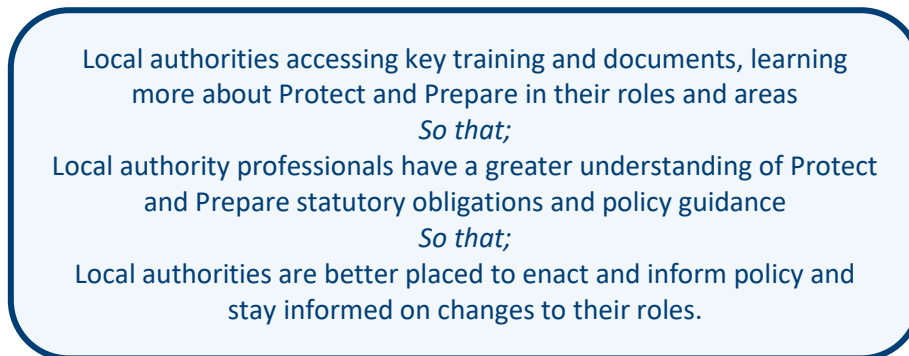 Local authorities accessing key training and documents, learning
more about Protect and Prepare in their roles and areas
So that;
Local authority professionals have a greater understanding of Protect
and Prepare statutory obligations and policy guidance
So that;
Local authorities are better placed to enact and inform policy and
stay informed on changes to their roles.